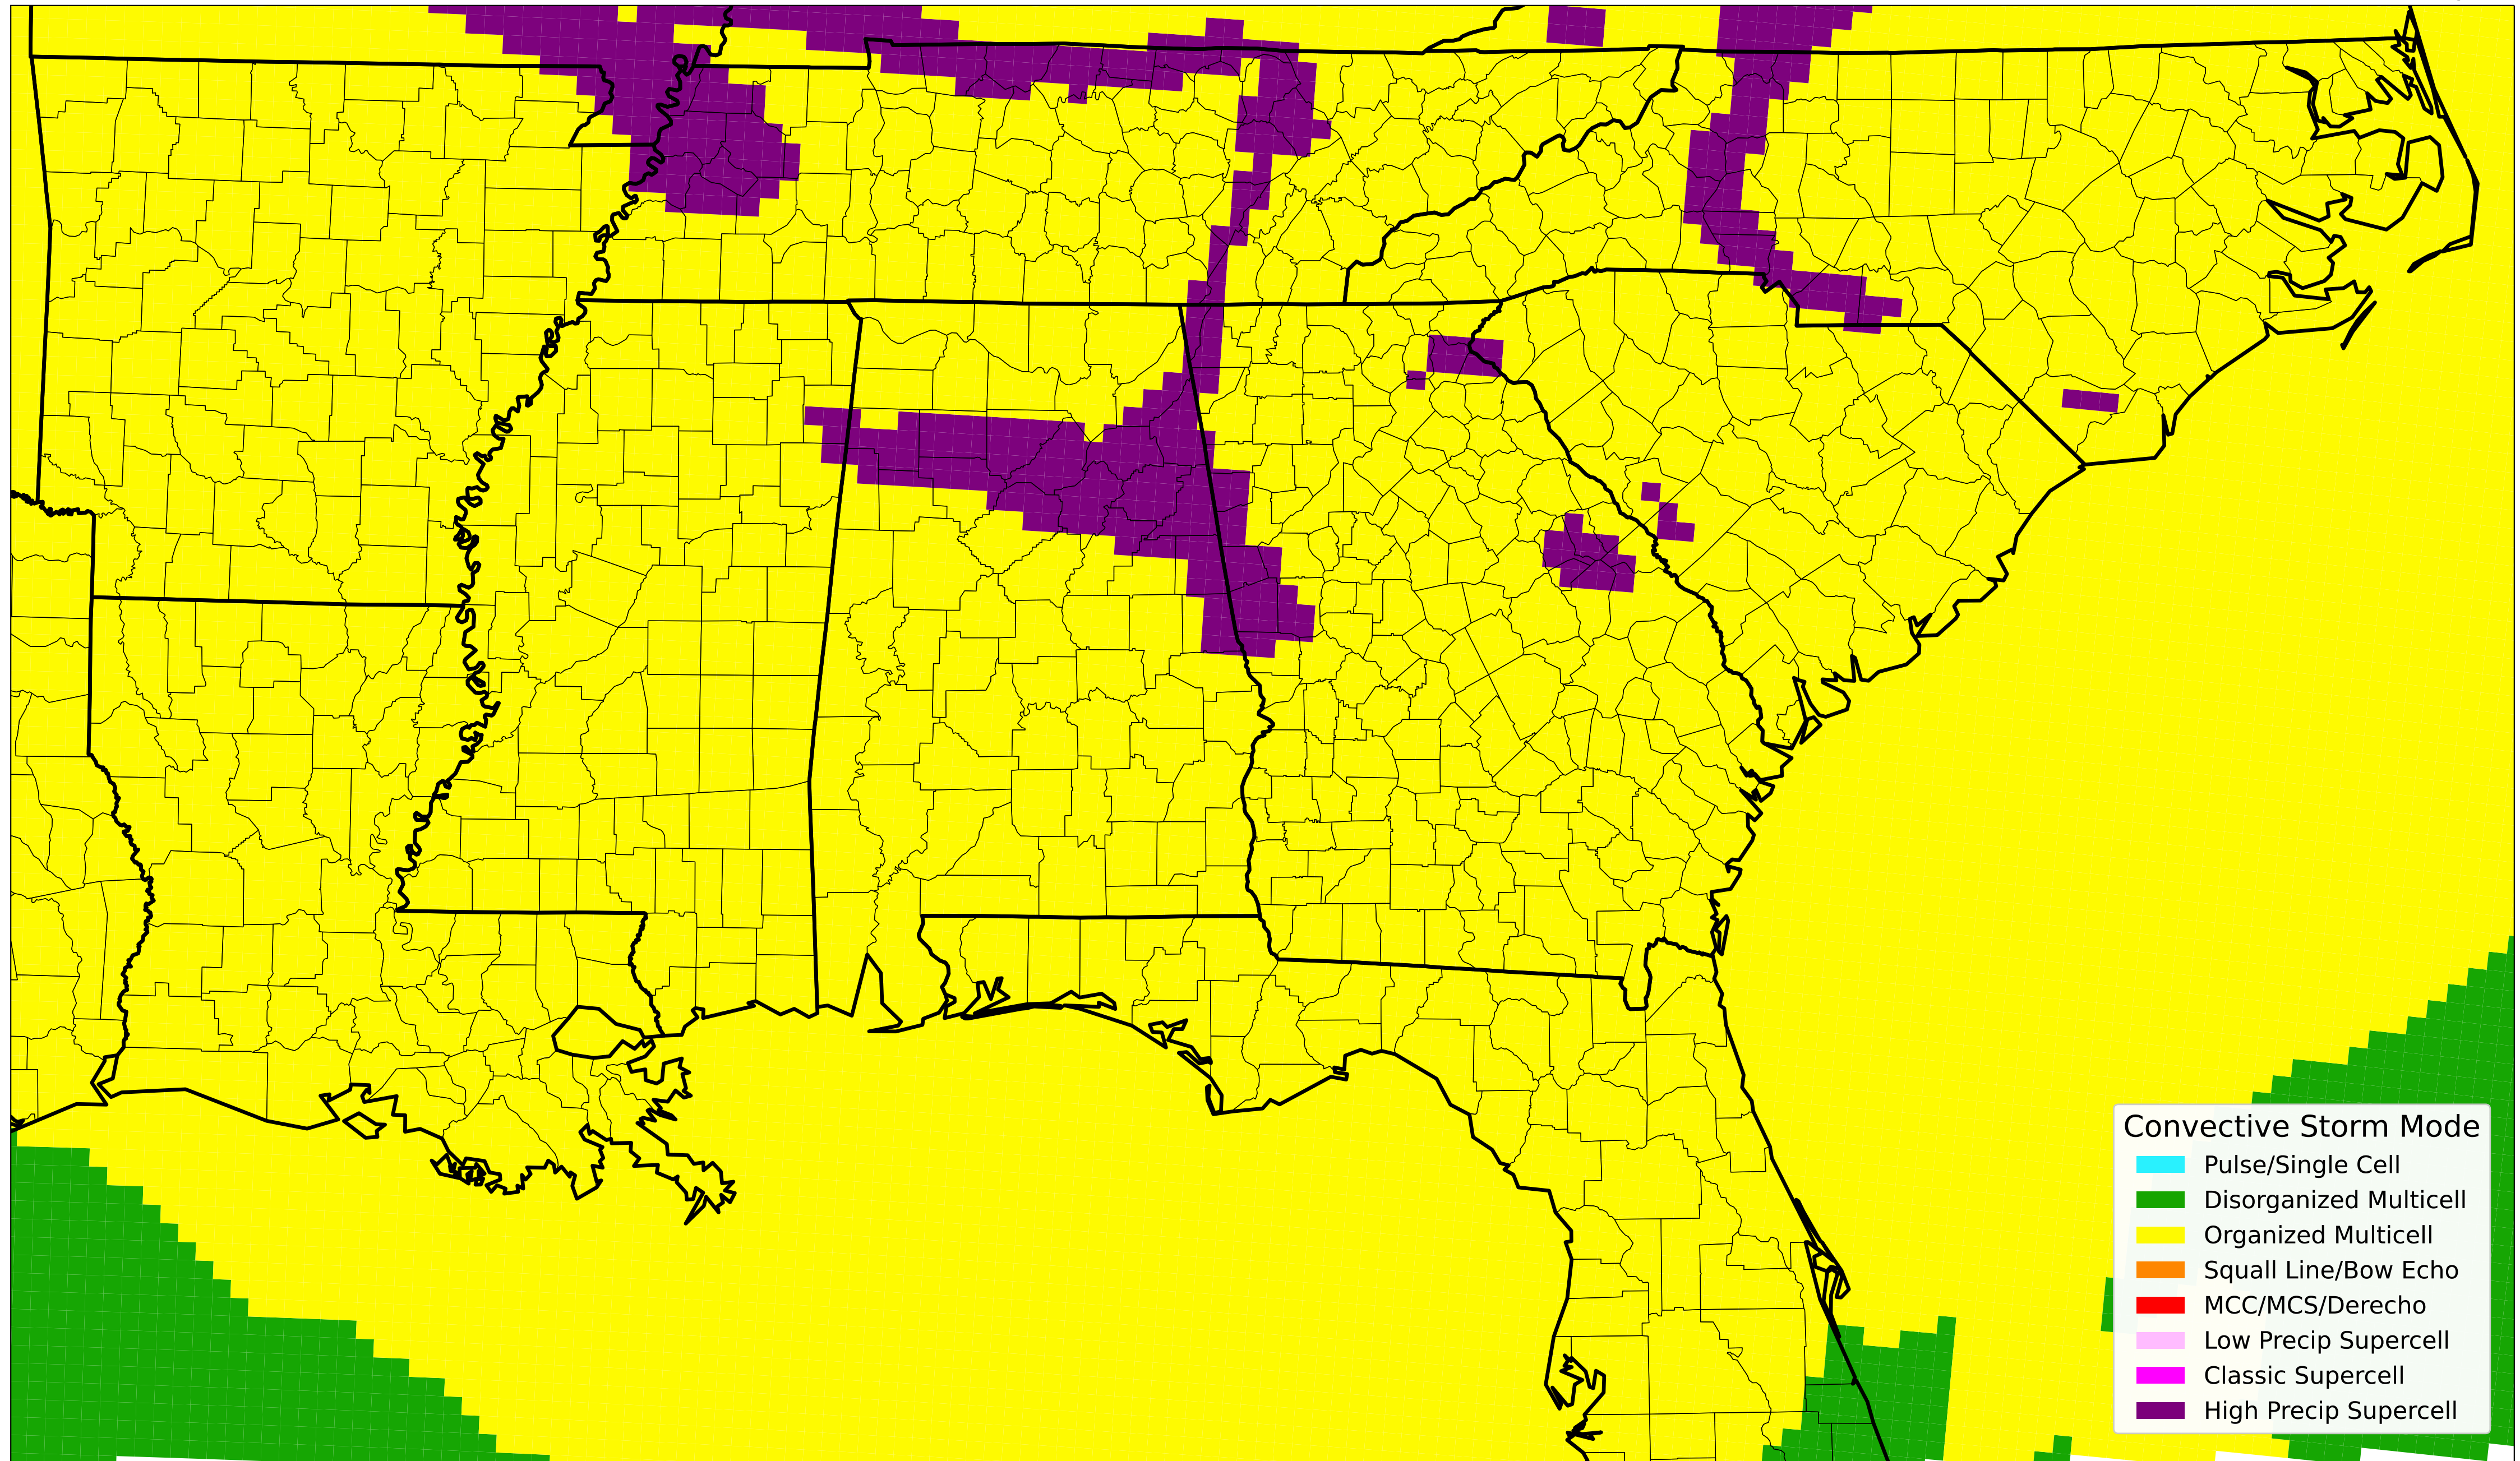 Convective Storm Mode
Pulse/Single Cell
Disorganized Multicell
Organized Multicell
Squall Line/Bow Echo
MCC/MCS/Derecho
Low Precip Supercell
Classic Supercell
High Precip Supercell